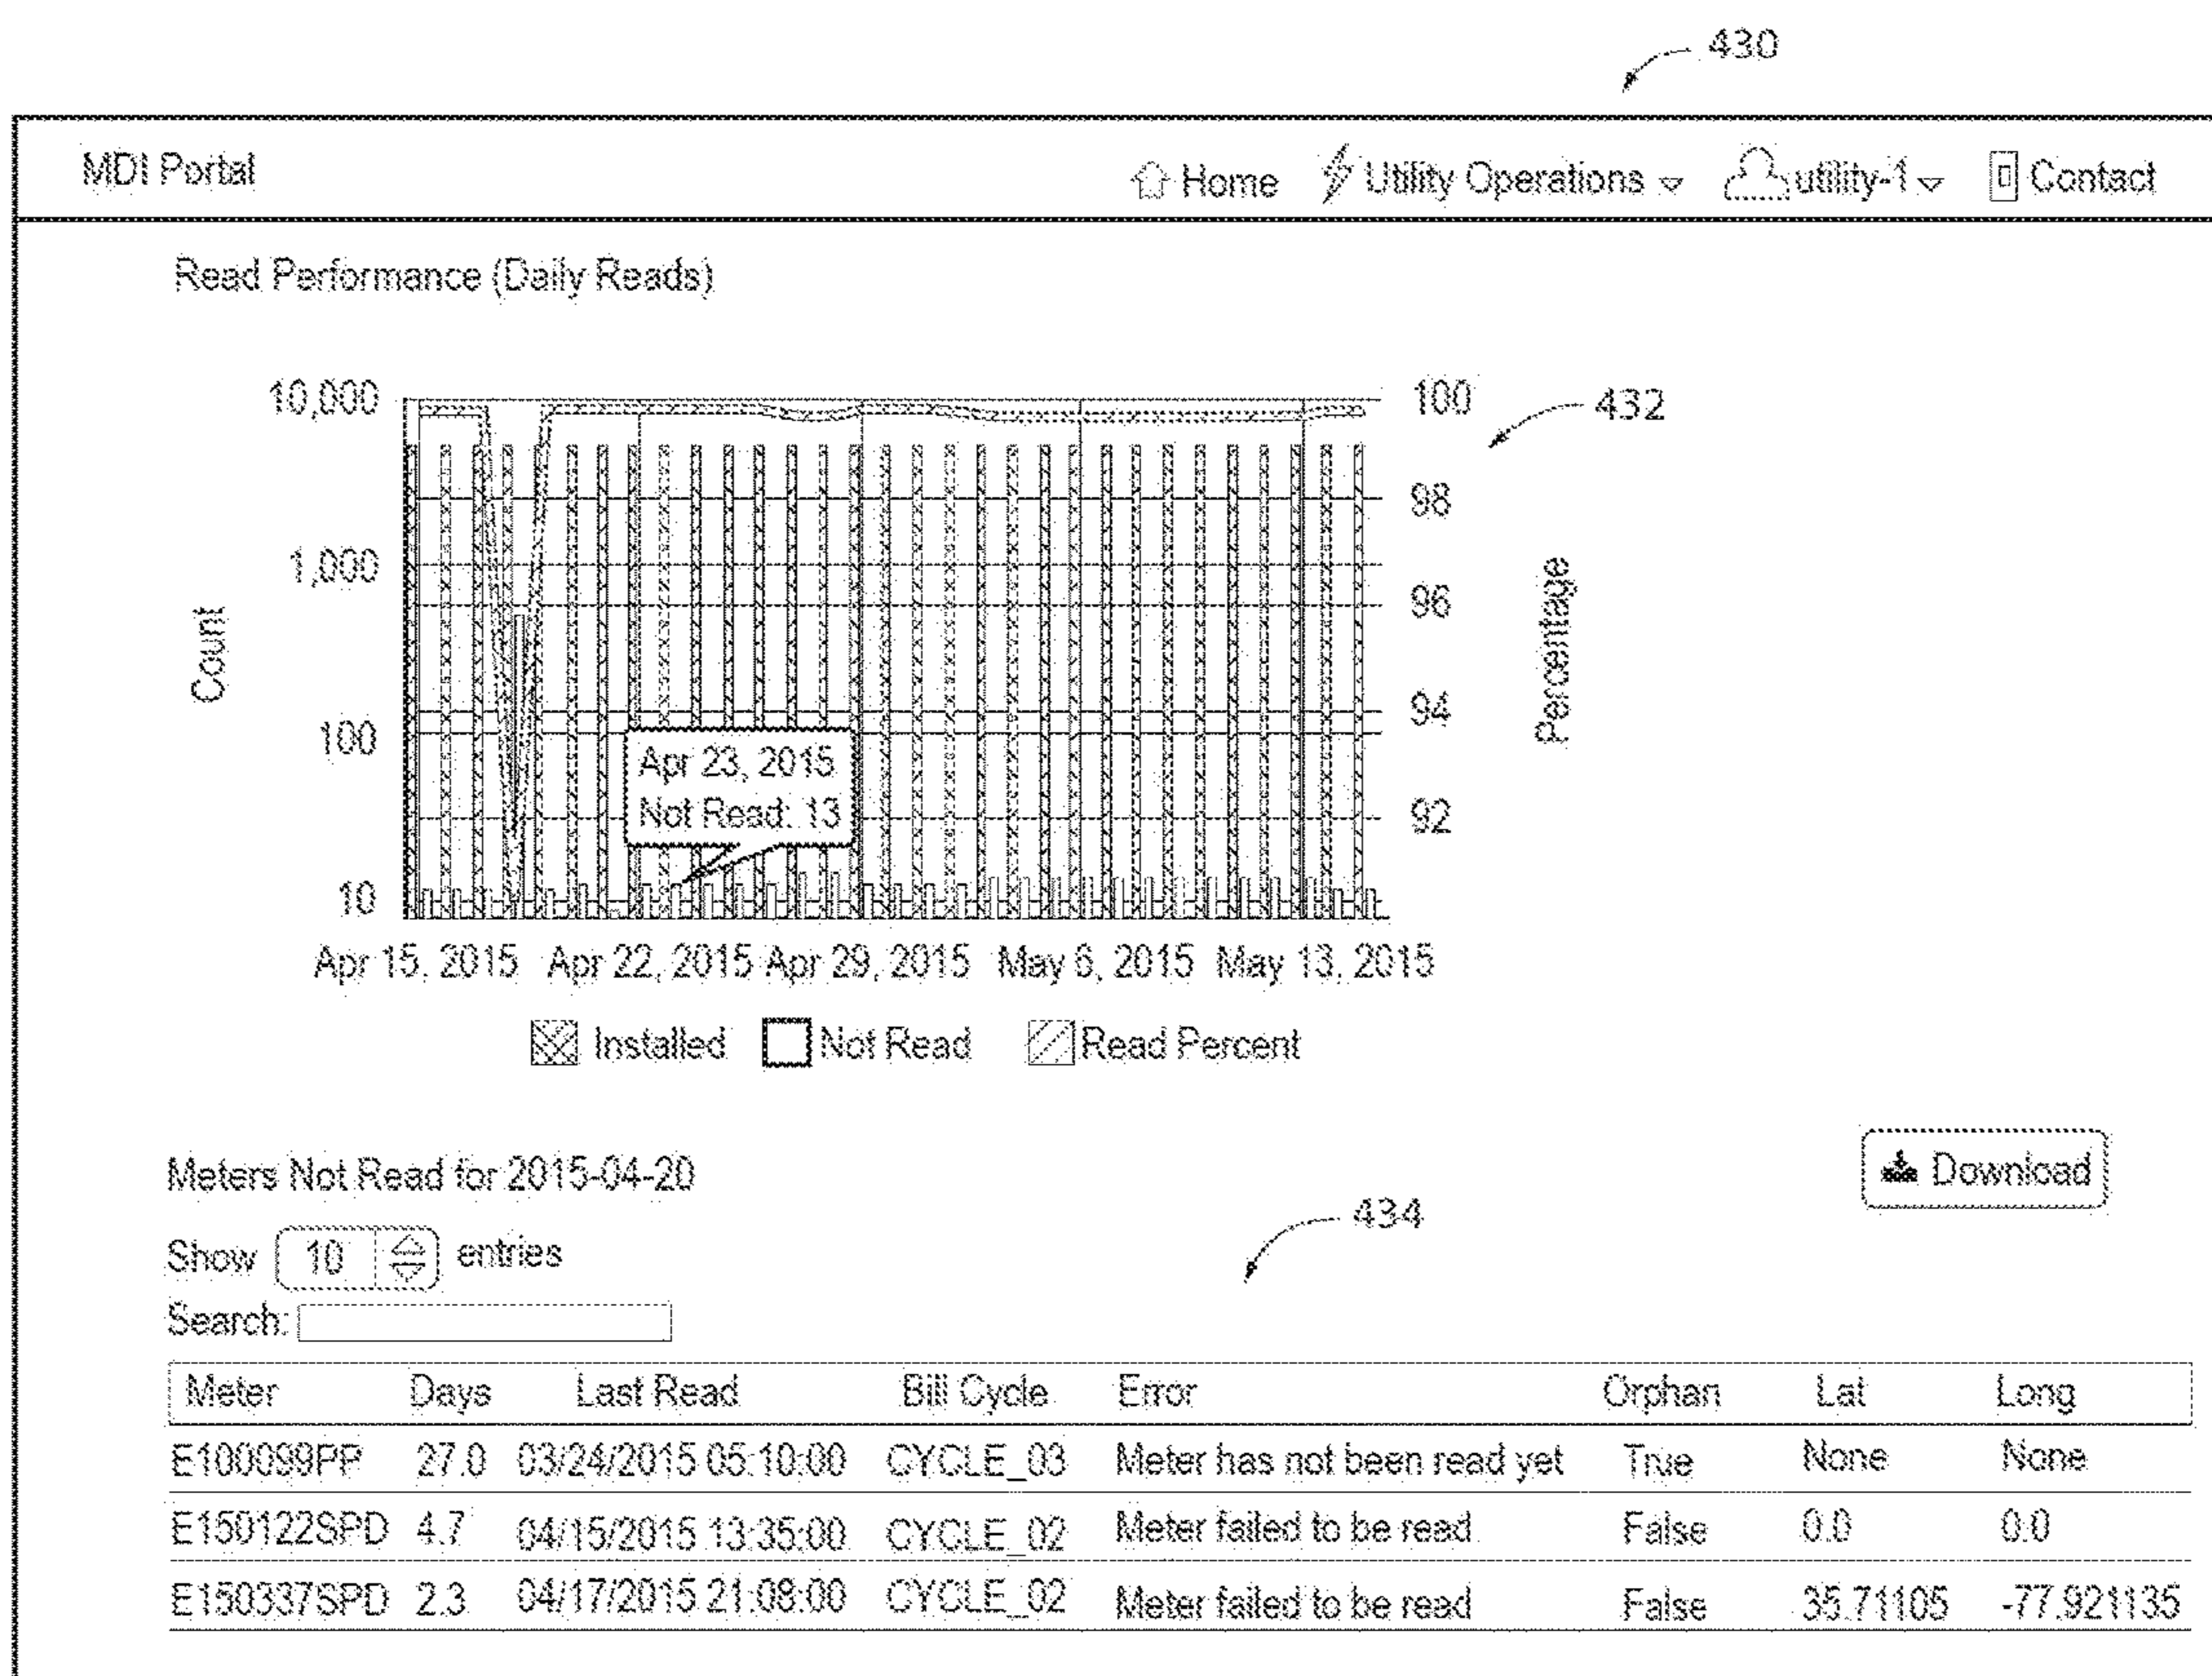 430
MDI Portal Home Utility Operations utility-1 Contact
Read Performance (Daily Reads)
10,000 100
432
98
1,000
96
Count Percentage
94
100
Apr 23, 2015
Not Read: 13
92
10
Apr 15, 2015 Apr 22, 2015 Apr 29, 2015 May 6, 2015 May 13, 2015
Installed Not Read Read Percent
Meters Not Read for 2015-04-20 Download
434
Show 10 entries
Search:
Meter Days Last Read Bill Cycle Error Orphan Lat Long
E100099PP 27.0 03/24/2015 05:10:00 CYCLE_03 Meter has not been read yet True None None
E150122SPD 4.7 04/15/2015 13:35:00 CYCLE_02 Meter failed to be read False 0.0 0.0
E150337SPD 2.3 04/17/2015 21:08:00 CYCLE_02 Meter failed to be read False 35.71105 -77.921135